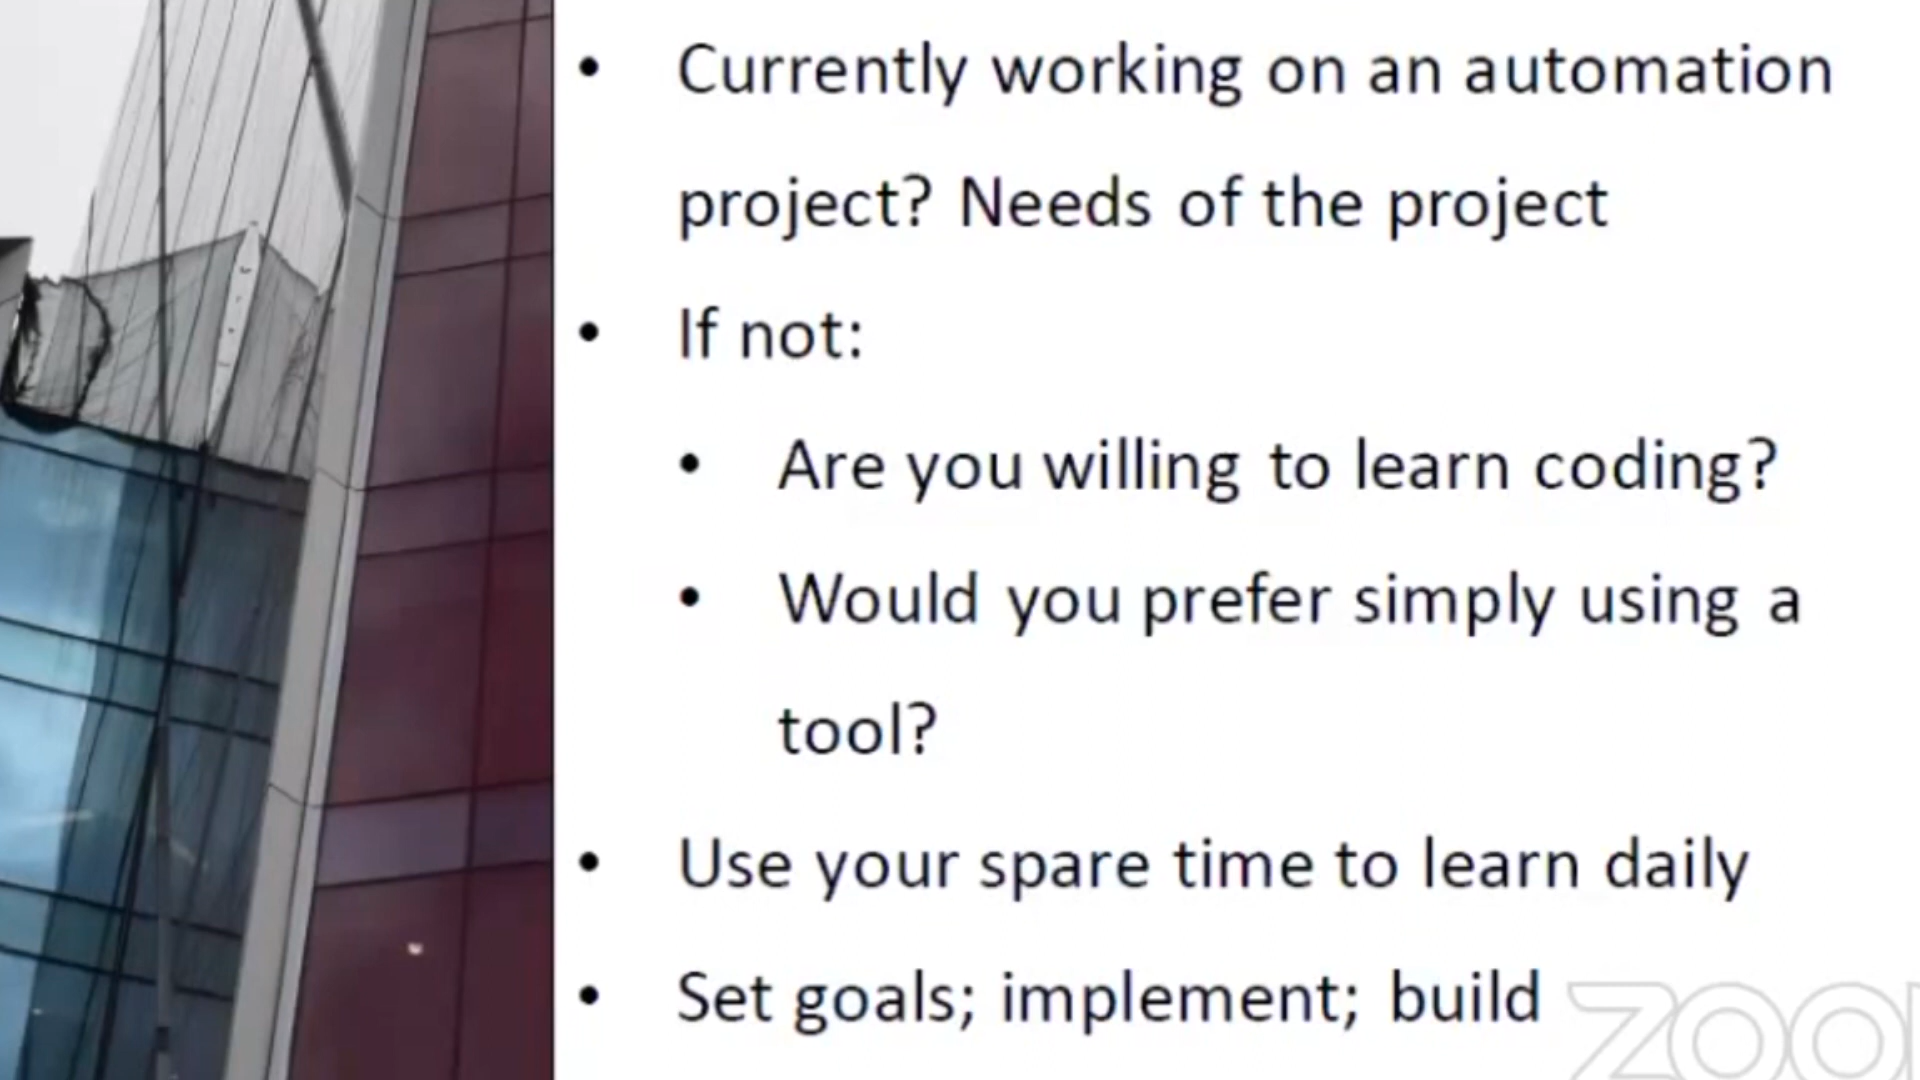 • Currently working on an automation
project? Needs of the project
• If not:
• Are you willing to learn coding?
• Would you prefer simply using a
tool?
• Use your spare time to learn daily
• Set goals; implement; build